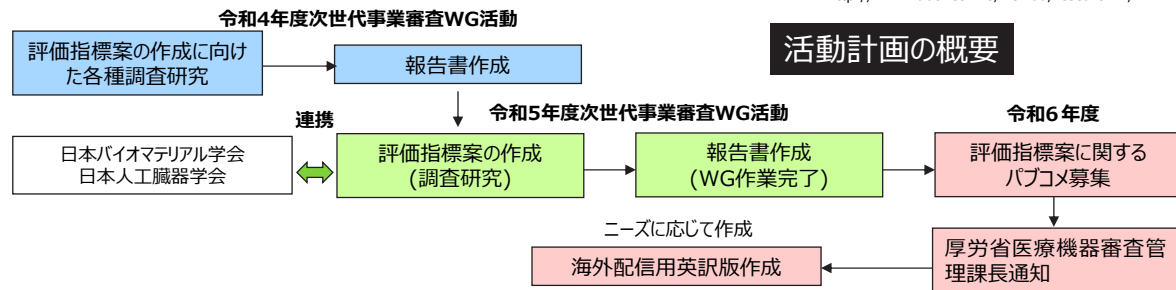 令和4年度次世代事業審査WG活動
評価指標案の作成に向け
た各種調査研究
報告書作成
活動計画の概要
令和5年度次世代事業審査WG活動
令和6年度
連携
日本バイオマテリアル学会
日本人工臓器学会
評価指標案の作成
(調査研究)
報告書作成
(WG作業完了)
評価指標案に関する
パブコメ募集
ニーズに応じて作成
海外配信用英訳版作成
厚労省医療機器審査管
理課長通知